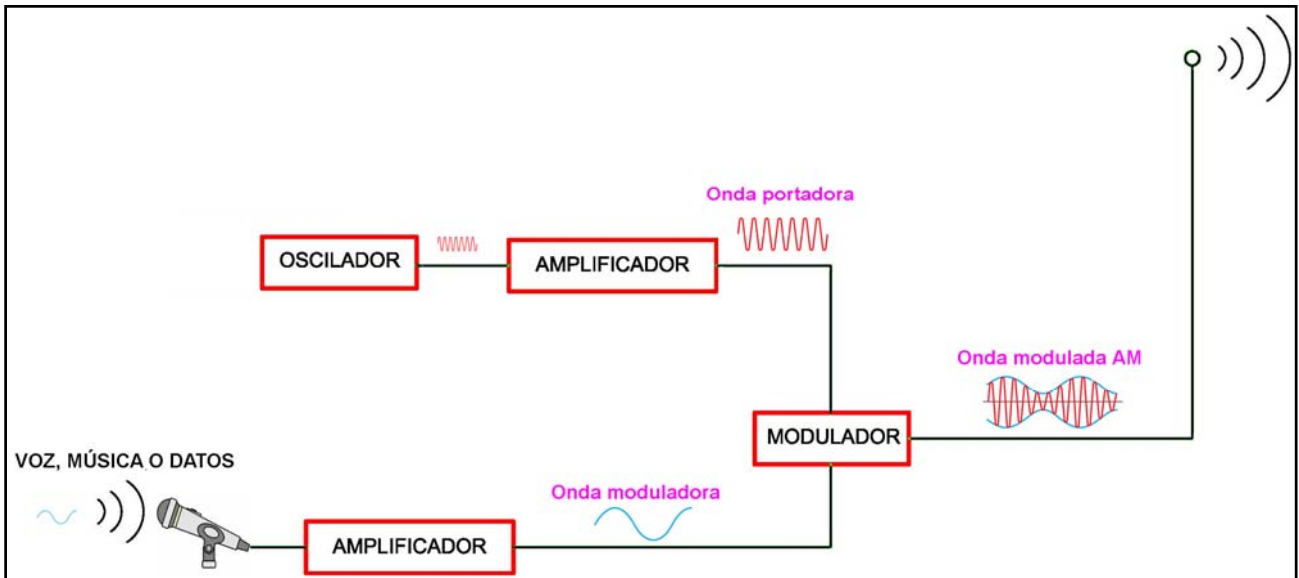 Onda portadora
OSCILADOR
AMPLIFICADOR
Onda modulada AM
MODULADOR
VOZ, MÚSICA O DATOS
Onda moduladora
AMPLIFICADOR